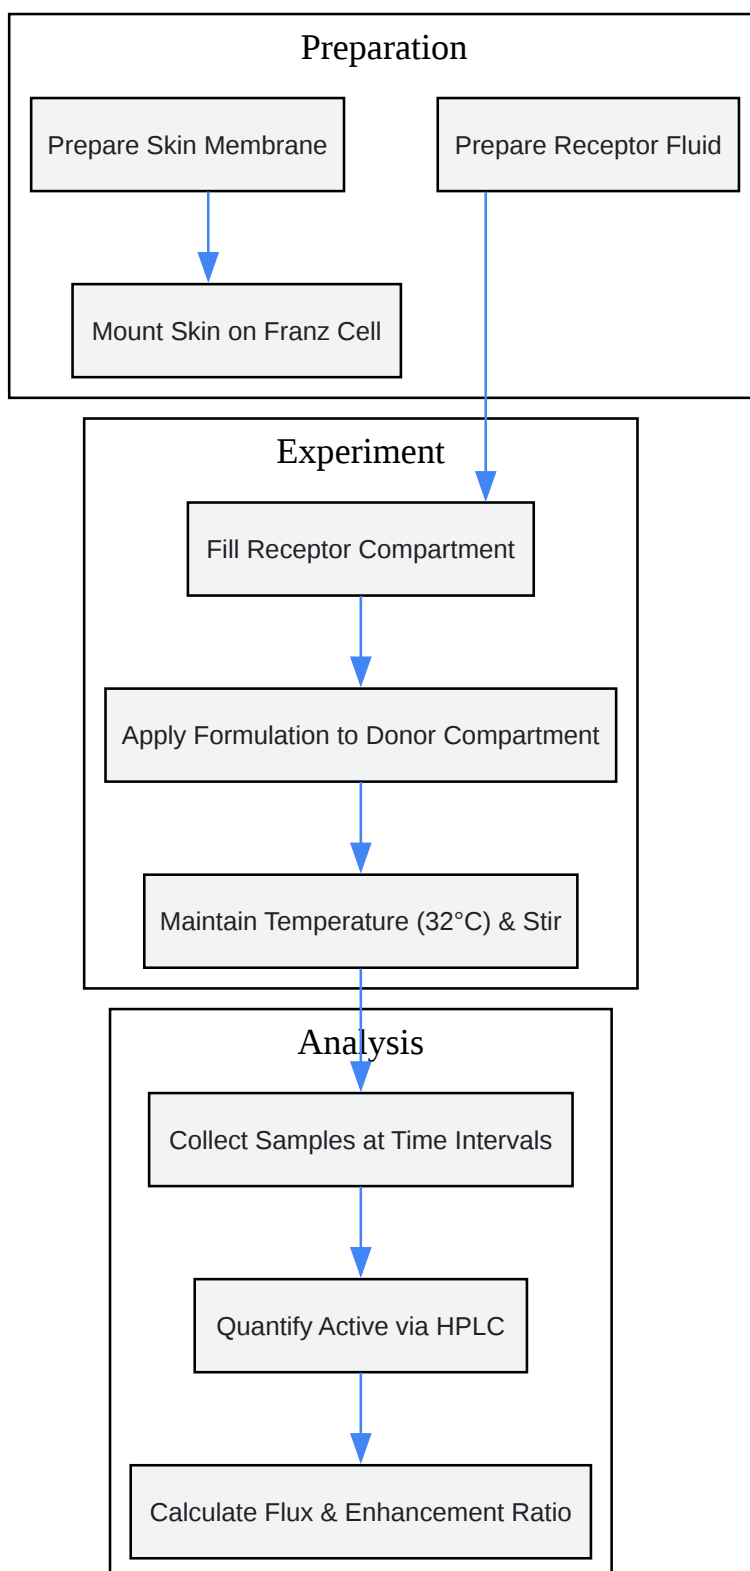 Preparation
Prepare Skin Membrane
Prepare Receptor Fluid
Mount Skin on Franz Cell
Experiment
Fill Receptor Compartment
Apply Formulation to Donor Compartment
Maintain Temperature (32°C) & Stir
Analysis
Collect Samples at Time Intervals
Quantify Active via HPLC
Calculate Flux & Enhancement Ratio